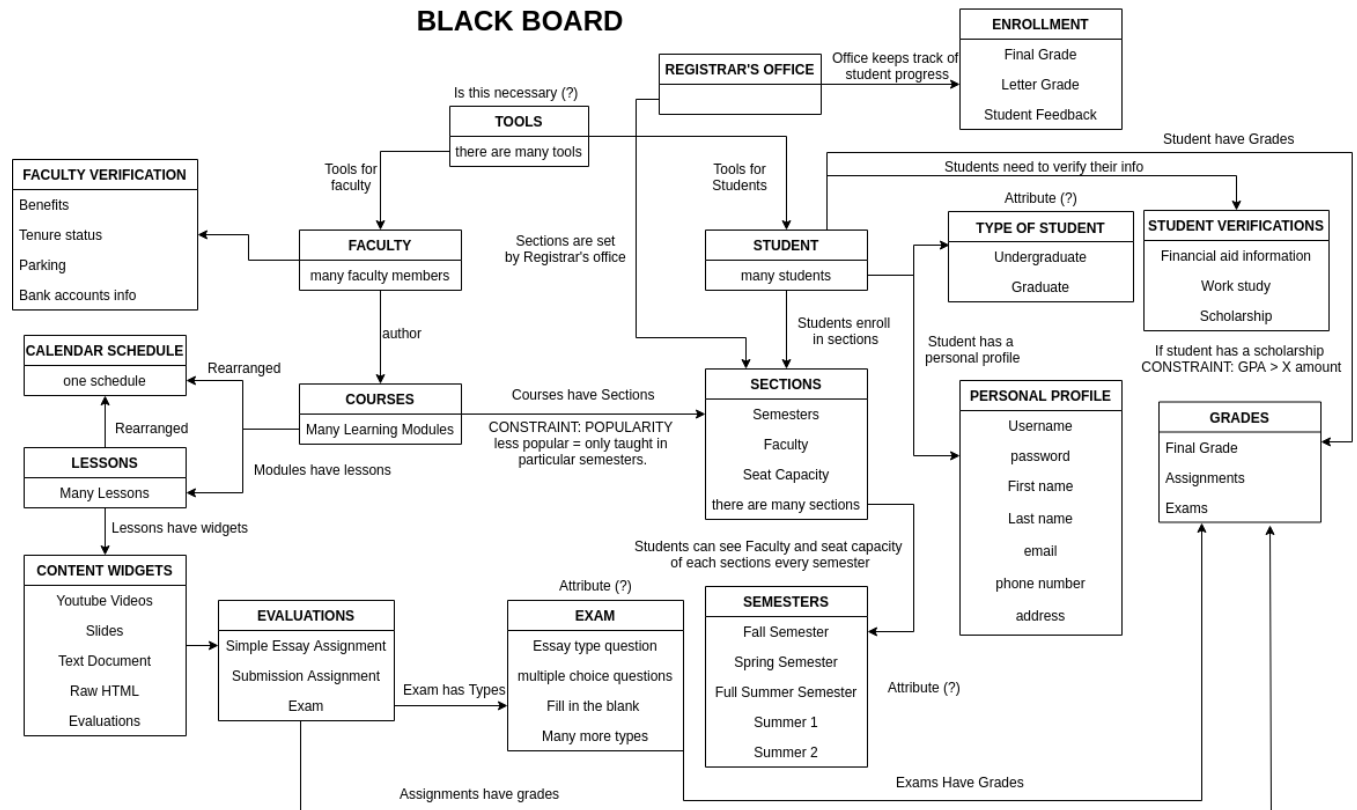 BLACK BOARD
ENROLLMENT
Final Grade
Letter Grade
Student Feedback
REGISTRAR'S OFFICE
Office keeps track of
student progress
Is this necessary (?)
TOOLS
there are many tools
Student have Grades
Tools for
faculty
Tools for
Students
Students need to verify their info
FACULTY VERIFICATION
Benefits
Tenure status
Parking
Bank accounts info
Attribute (?)
TYPE OF STUDENT
Undergraduate
Graduate
STUDENT VERIFICATIONS
Financial aid information
Work study
Scholarship
FACULTY
many faculty members
Sections are set
by Registrar's office
STUDENT
many students
author
Students enroll
in sections
Student has a
personal profile
If student has a scholarship
CONSTRAINT: GPA > X amount
CALENDAR SCHEDULE
one schedule
Rearranged
Rearranged
COURSES
Many Learning Modules
Courses have Sections
CONSTRAINT: POPULARITY
less popular = only taught in
particular semesters.
SECTIONS
Semesters
Faculty
Seat Capacity
there are many sections
PERSONAL PROFILE
Username
password
First name
Last name
email
phone number
address
GRADES
Final Grade
Assignments
Exams
LESSONS
Many Lessons
Modules have lessons
Lessons have widgets
Students can see Faculty and seat capacity
of each sections every semester
CONTENT WIDGETS
Youtube Videos
Slides
Text Document
Raw HTML
Evaluations
EVALUATIONS
Simple Essay Assignment
Submission Assignment
Exam
Exam has Types
Attribute (?)
EXAM
Essay type question
multiple choice questions
Fill in the blank
Many more types
SEMESTERS
Fall Semester
Spring Semester
Full Summer Semester
Summer 1
Summer 2
Attribute (?)
Exams Have Grades
Assignments have grades